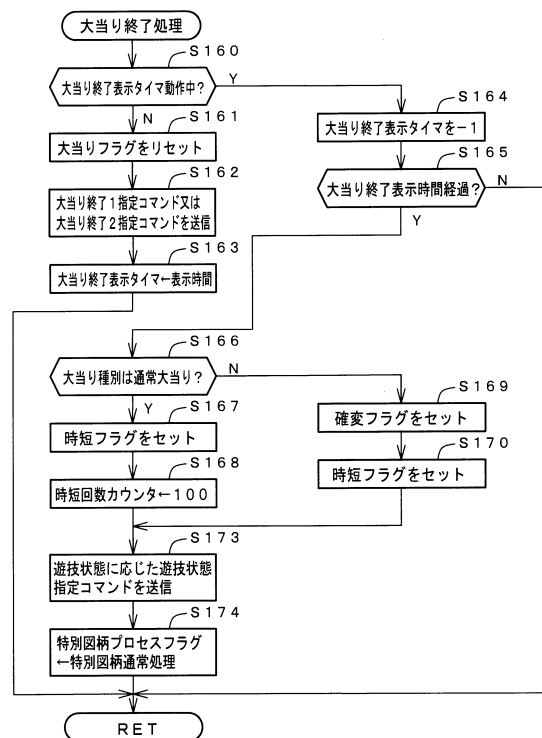 大当り終了処理
S160
大当り終了表示タイマ動作中?
Y
N
S161
大当りフラグをリセット
S162
大当り終了1指定コマンド又は
大当り終了2指定コマンドを送信
S163
大当り終了表示タイマ←表示時間
S164
大当り終了表示タイマを-1
S165
大当り終了表示時間経過?
N
Y
S166
大当り種別は通常大当り?
N
Y
S167
時短フラグをセット
S168
時短回数カウンタ←100
S169
確変フラグをセット
S170
時短フラグをセット
S173
遊技状態に応じた遊技状態
指定コマンドを送信
S174
特別図柄プロセスフラグ
←特別図柄通常処理
RET